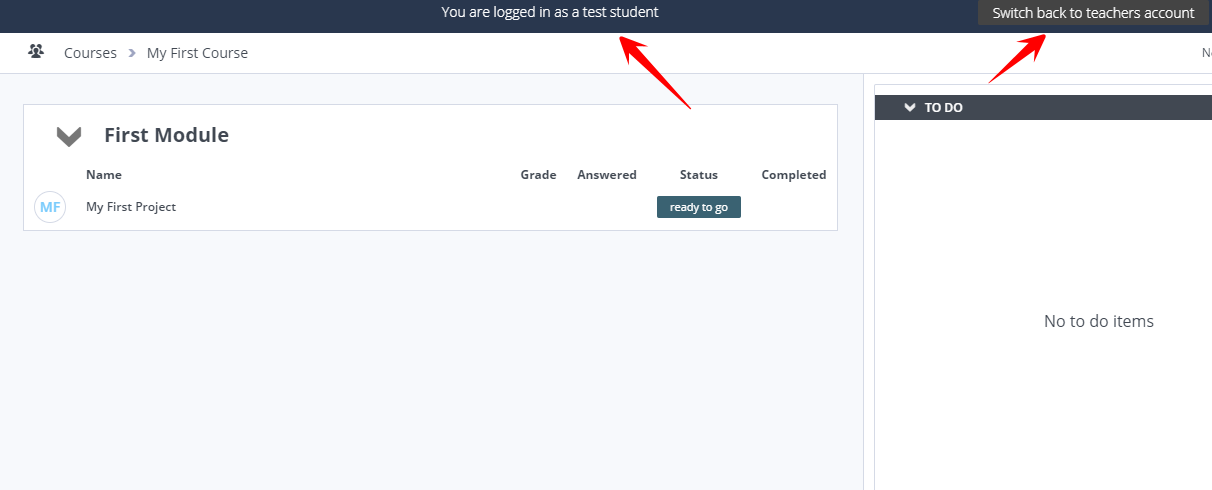 You are logged in as a test student
Switch back to teachers account
Courses
My First Course
First Module
Name Grade Answered Status Completed
MF My First Project ready to go
TO DO
No to do items